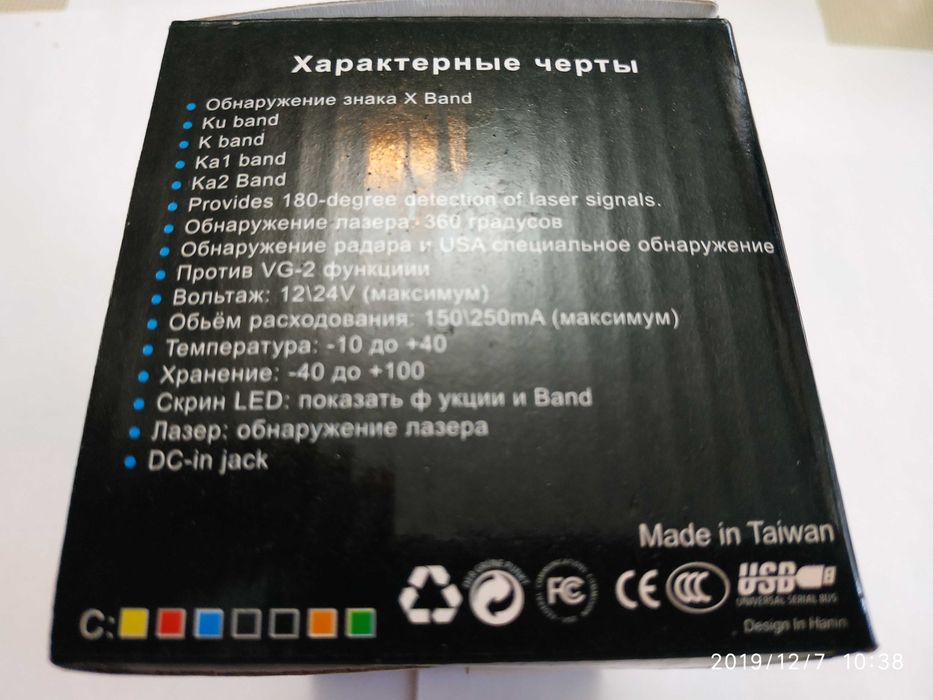 Характерные черты
Обнаружение знака X Band
Ku band
K band
Ka1 band
Ka2 Band
Provides 180-degree detection of laser signals.
Обнаружение лазера: 360 градусов
Обнаружение радара и USA специальное обнаружение
Против VG-2 функциии
Вольтаж: 12\24V (максимум)
Обьём расходования: 150\250mA (максимум)
Температура: -10 до +40
Хранение: -40 до +100
Скрин LED: показать ф укции и Band
Лазер: обнаружение лазера
DC-in jack
Made in Taiwan
DER GRÜNE PUNKT
FC
CE
CCC
USB
UNIVERSAL SERIAL BUS
C:
Design In Hanin
2019/12/7 10:38